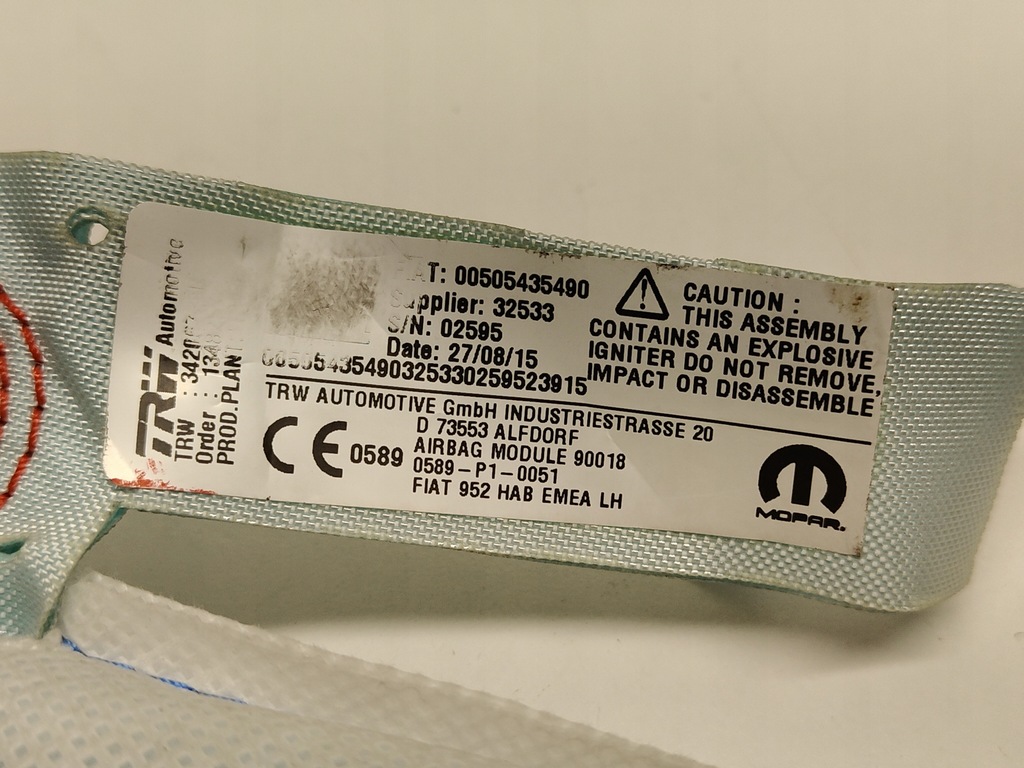 TRW Automotive
TRW :
Order :
PROD.PLANT
00505435490
Supplier: 32533
S/N: 02595
Date: 27/08/15
CAUTION :
THIS ASSEMBLY
CONTAINS AN EXPLOSIVE
IGNITER DO NOT REMOVE,
IMPACT OR DISASSEMBLE
TRW AUTOMOTIVE GmbH INDUSTRIESTRASSE 20
D 73553 ALFDORF
CE 0589 AIRBAG MODULE 90018
0589-P1-0051
FIAT 952 HAB EMEA LH
MOPAR.